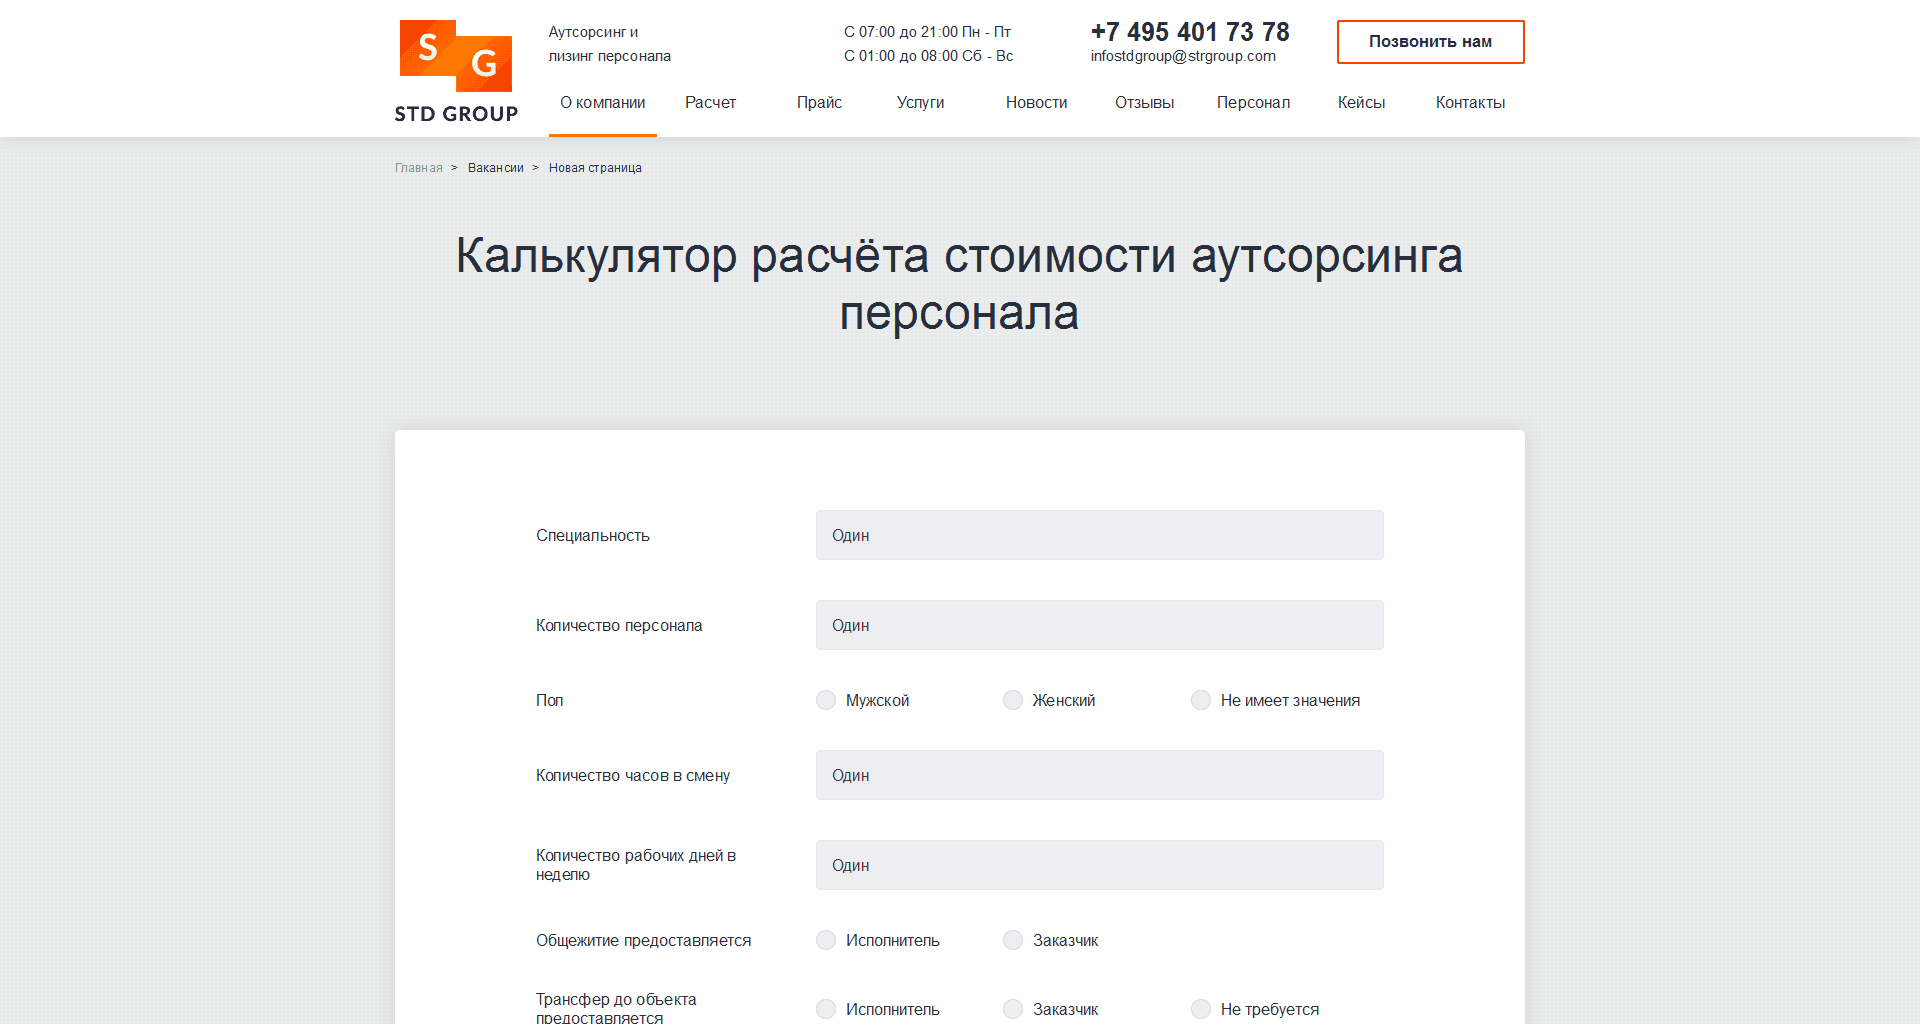 S
G
STD GROUP
Аутсорсинг и
лизинг персонала
С 07:00 до 21:00 Пн - Пт
С 01:00 до 08:00 Сб - Вс
+7 495 401 73 78
infostdgroup@strgroup.com
Позвонить нам
О компании Расчет Прайс Услуги Новости Отзывы Персонал Кейсы Контакты
Главная > Вакансии > Новая страница
Калькулятор расчёта стоимости аутсорсинга
персонала
Специальность Один
Количество персонала Один
Пол Мужской Женский Не имеет значения
Количество часов в смену Один
Количество рабочих дней в
неделю
Один
Общежитие предоставляется Исполнитель Заказчик
Трансфер до объекта
предоставляется
Исполнитель Заказчик Не требуется